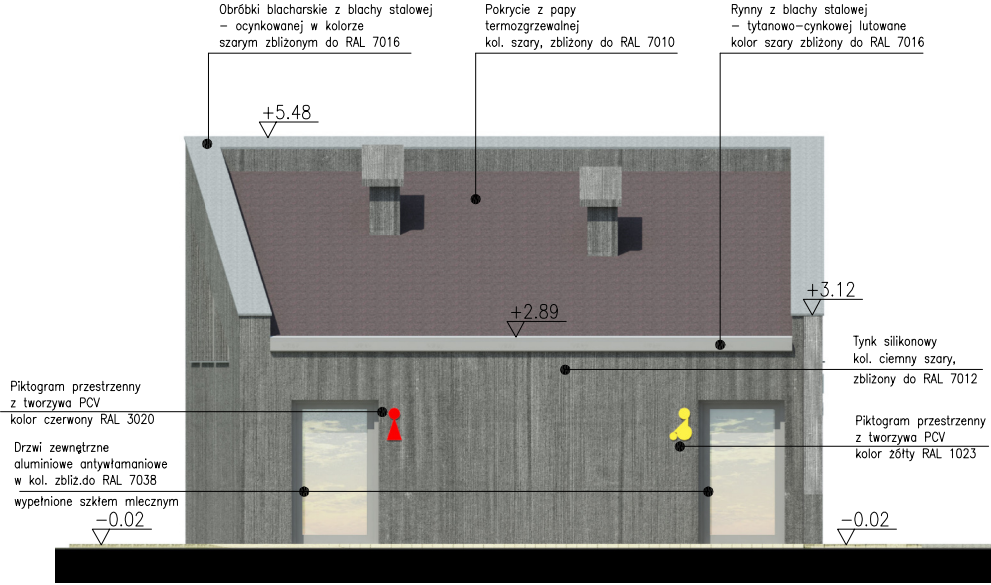 Obróbki blacharskie z blachy stalowej
– ocynkowanej w kolorze
szarym zbliżonym do RAL 7016
Pokrycie z papy
termozgrzewalnej
kol. szary, zbliżony do RAL 7010
Rynny z blachy stalowej
– tytanowo–cynkowej lutowane
kolor szary zbliżony do RAL 7016
+5.48
+3.12
+2.89
Tynk silikonowy
kol. ciemny szary,
zbliżony do RAL 7012
Piktogram przestrzenny
z tworzywa PCV
kolor czerwony RAL 3020
Piktogram przestrzenny
z tworzywa PCV
kolor żółty RAL 1023
Drzwi zewnętrzne
aluminiowe antywłamaniowe
w kol. zbliż.do RAL 7038
wypełnione szkłem mlecznym
–0.02
–0.02